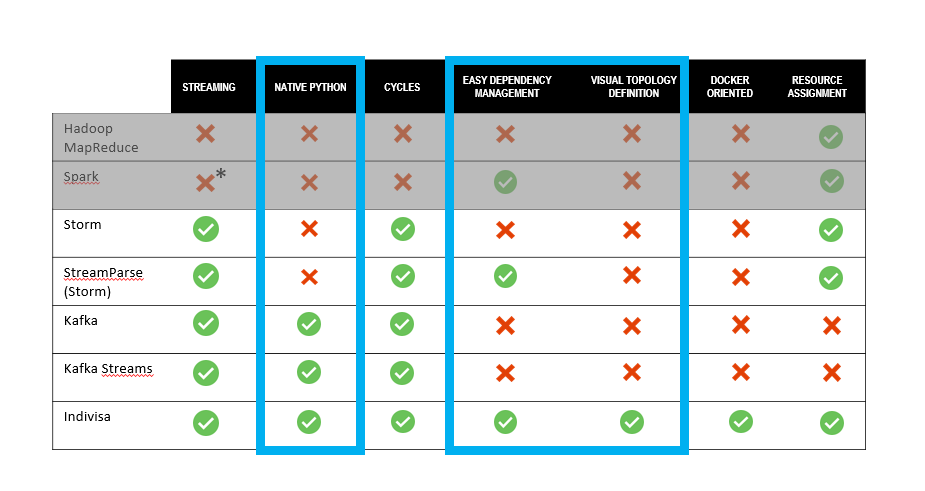 STREAMING
NATIVE PYTHON
CYCLES
EASY DEPENDENCY
MANAGEMENT
VISUAL TOPOLOGY
DEFINITION
DOCKER
ORIENTED
RESOURCE
ASSIGNMENT
Hadoop
MapReduce
Spark
*
Storm
StreamParse
(Storm)
Kafka
Kafka Streams
Indivisa